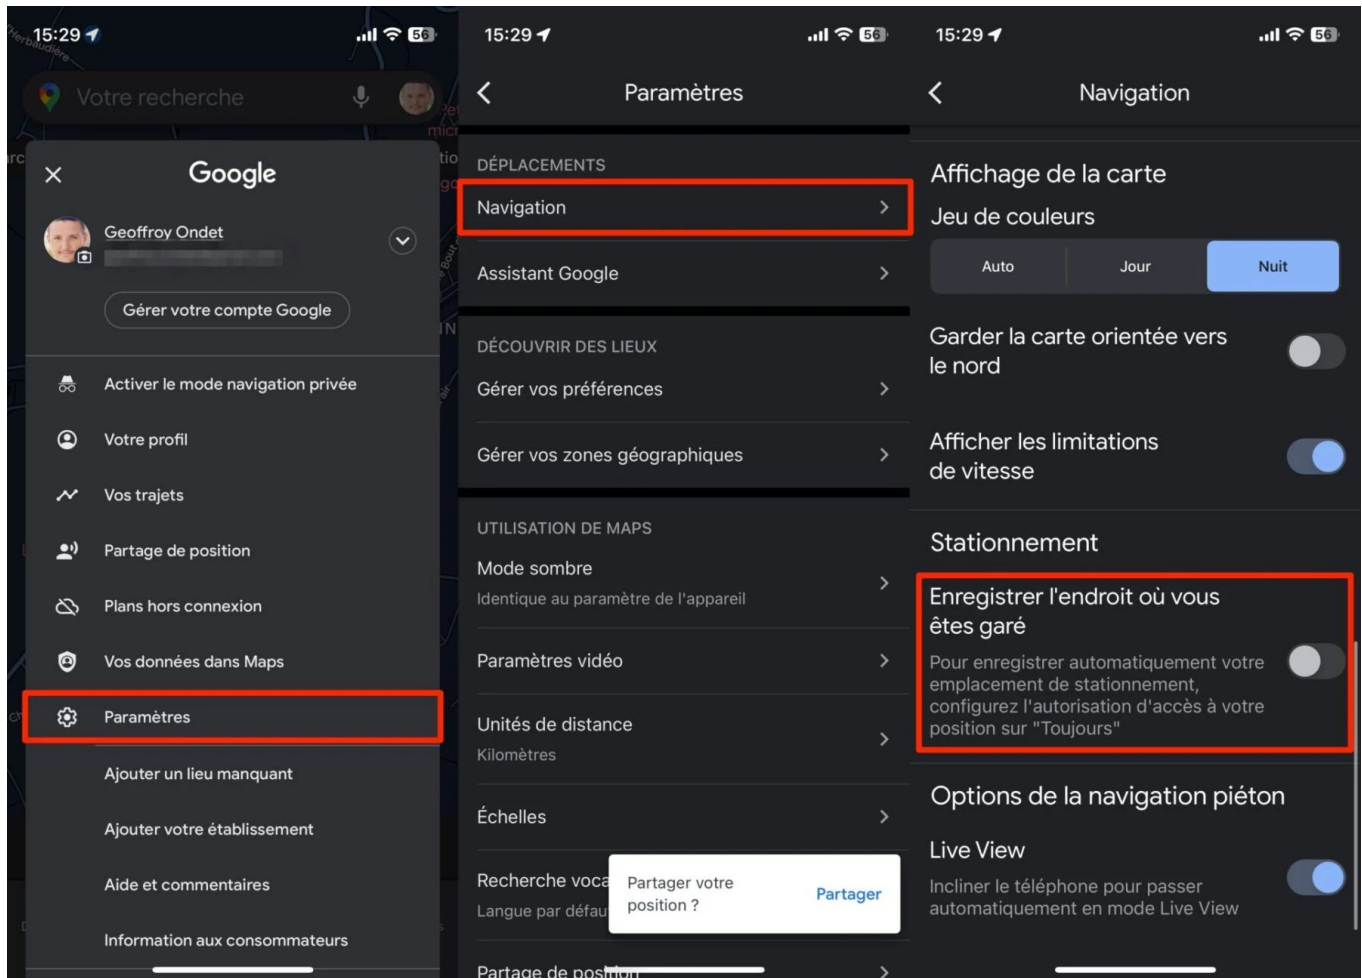 15:29
56
Votre recherche
Google
Geoffroy Ondet
Gérer votre compte Google
Activer le mode navigation privée
Votre profil
Vos trajets
Partage de position
Plans hors connexion
Vos données dans Maps
Paramètres
Ajouter un lieu manquant
Ajouter votre établissement
Aide et commentaires
Information aux consommateurs
15:29
56
Paramètres
DÉPLACEMENTS
Navigation
Assistant Google
DÉCOUVRIR DES LIEUX
Gérer vos préférences
Gérer vos zones géographiques
UTILISATION DE MAPS
Mode sombre
Identique au paramètre de l'appareil
Paramètres vidéo
Unités de distance
Kilomètres
Échelles
Recherche voca
Langue par défau
Partager votre
position ?
Partager
Partage de position
15:29
56
Navigation
Affichage de la carte
Jeu de couleurs
Auto
Jour
Nuit
Garder la carte orientée vers
le nord
Afficher les limitations
de vitesse
Stationnement
Enregistrer l'endroit où vous
êtes garé
Pour enregistrer automatiquement votre
emplacement de stationnement,
configurez l'autorisation d'accès à votre
position sur "Toujours"
Options de la navigation piéton
Live View
Incliner le téléphone pour passer
automatiquement en mode Live View